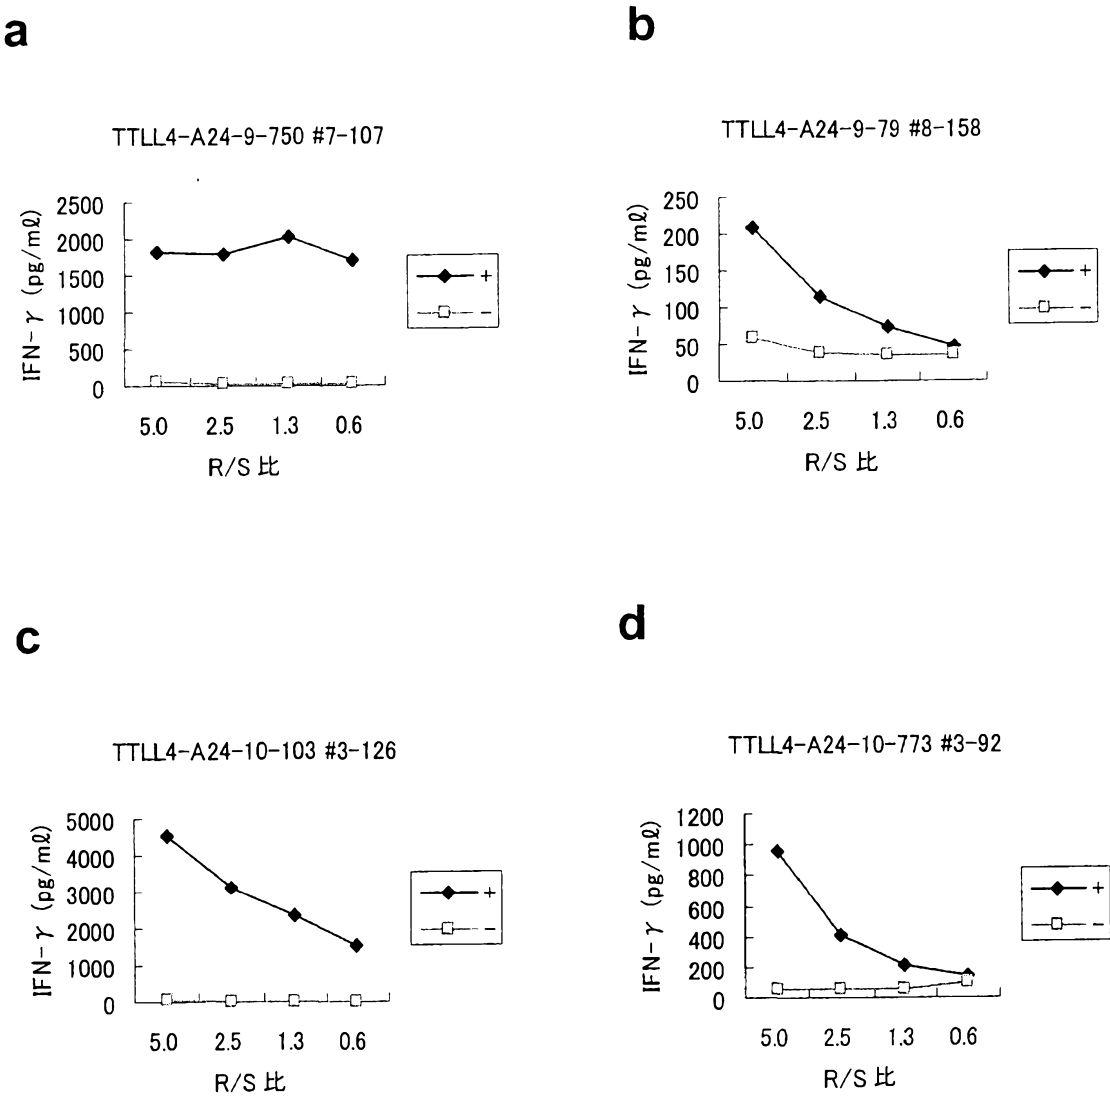 a
TTLL4-A24-9-750 #7-107
IFN-γ (pg/mℓ)
2500
2000
1500
1000
500
0
5.0 2.5 1.3 0.6
R/S 比
+
-
b
TTLL4-A24-9-79 #8-158
IFN-γ (pg/mℓ)
250
200
150
100
50
0
5.0 2.5 1.3 0.6
R/S 比
+
-
c
TTLL4-A24-10-103 #3-126
IFN-γ (pg/mℓ)
5000
4000
3000
2000
1000
0
5.0 2.5 1.3 0.6
R/S 比
+
-
d
TTLL4-A24-10-773 #3-92
IFN-γ (pg/mℓ)
1200
1000
800
600
400
200
0
5.0 2.5 1.3 0.6
R/S 比
+
-